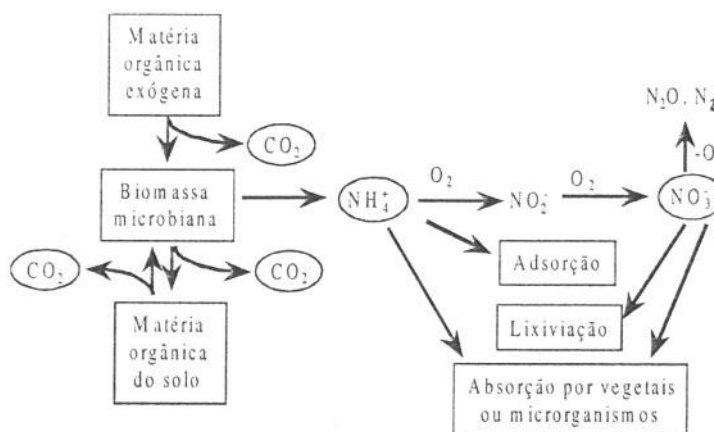 Matéria
orgânica
exógena
CO₂
Biomassa
microbiana
CO₂
CO₂
Matéria
orgânica
do solo
NH₄⁺
O₂
NO₂⁻
O₂
NO₃⁻
N₂O, N₂
-O
Adsorção
Lixiviação
Absorção por vegetais
ou microrganismos